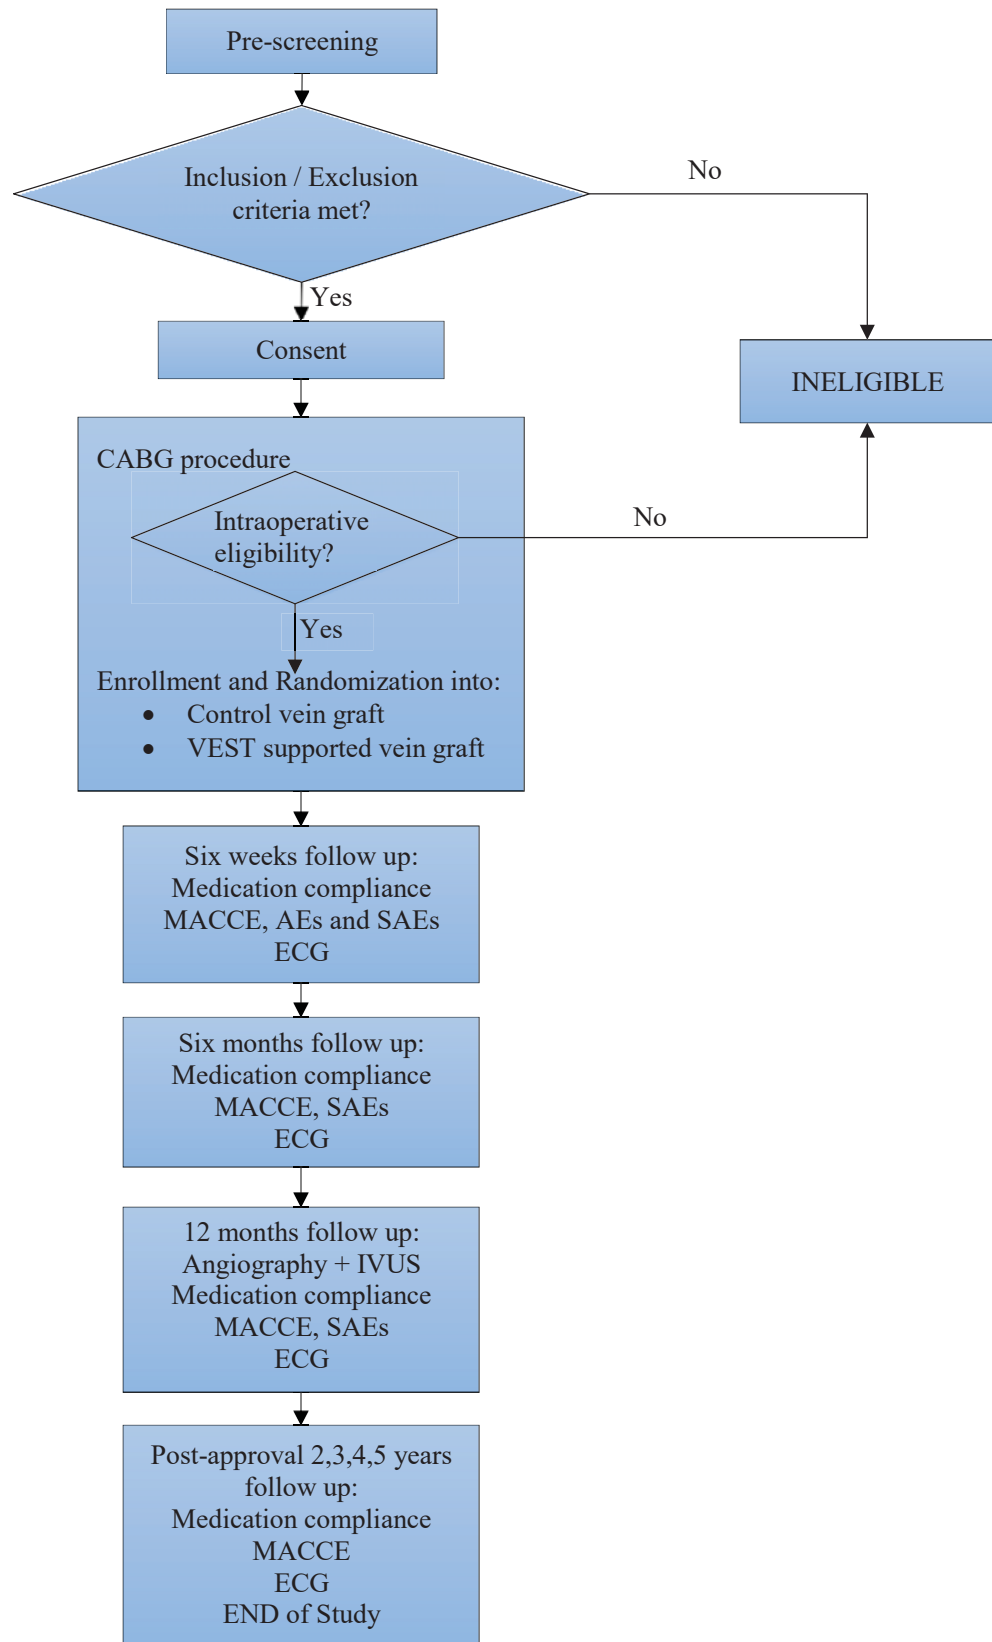 Pre-screening
Inclusion / Exclusion
criteria met?
No
Yes
Consent
INELIGIBLE
CABG procedure
Intraoperative
eligibility?
No
Yes
Enrollment and Randomization into:
• Control vein graft
• VEST supported vein graft
Six weeks follow up:
Medication compliance
MACCE, AEs and SAEs
ECG
Six months follow up:
Medication compliance
MACCE, SAEs
ECG
12 months follow up:
Angiography + IVUS
Medication compliance
MACCE, SAEs
ECG
Post-approval 2,3,4,5 years
follow up:
Medication compliance
MACCE
ECG
END of Study